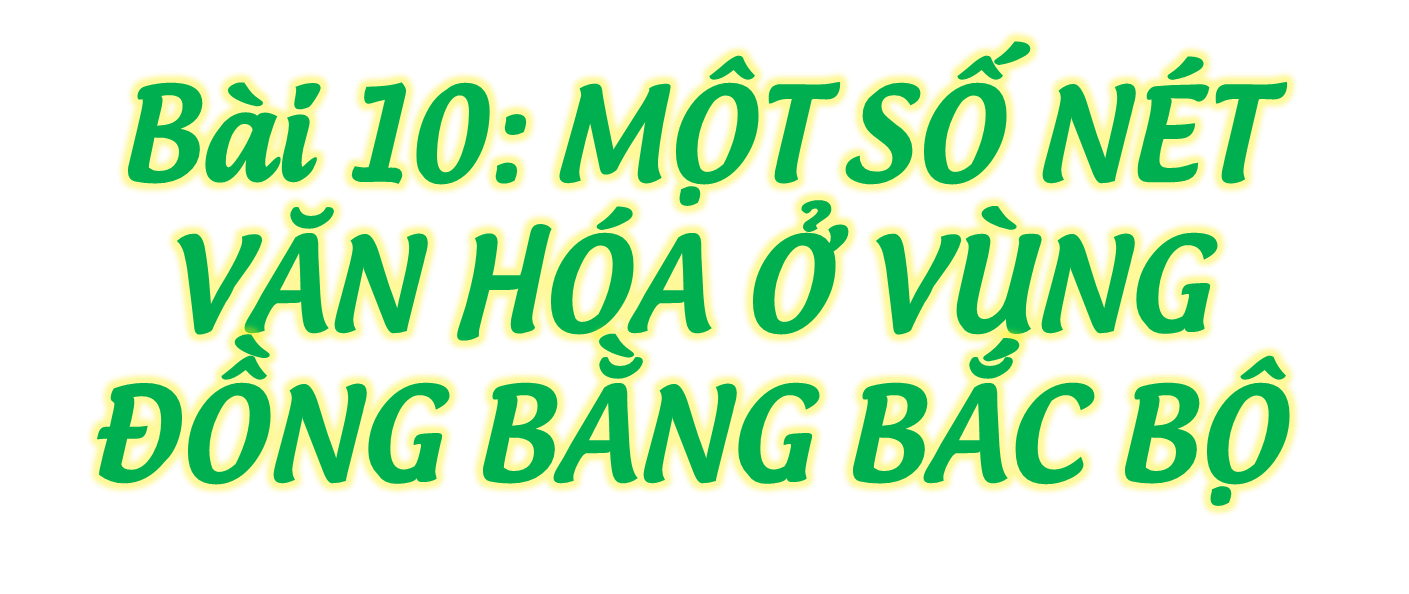 Bài 10: MỘT SỐ NÉT
VĂN HÓA Ở VÙNG
ĐỒNG BẰNG BẮC BỘ